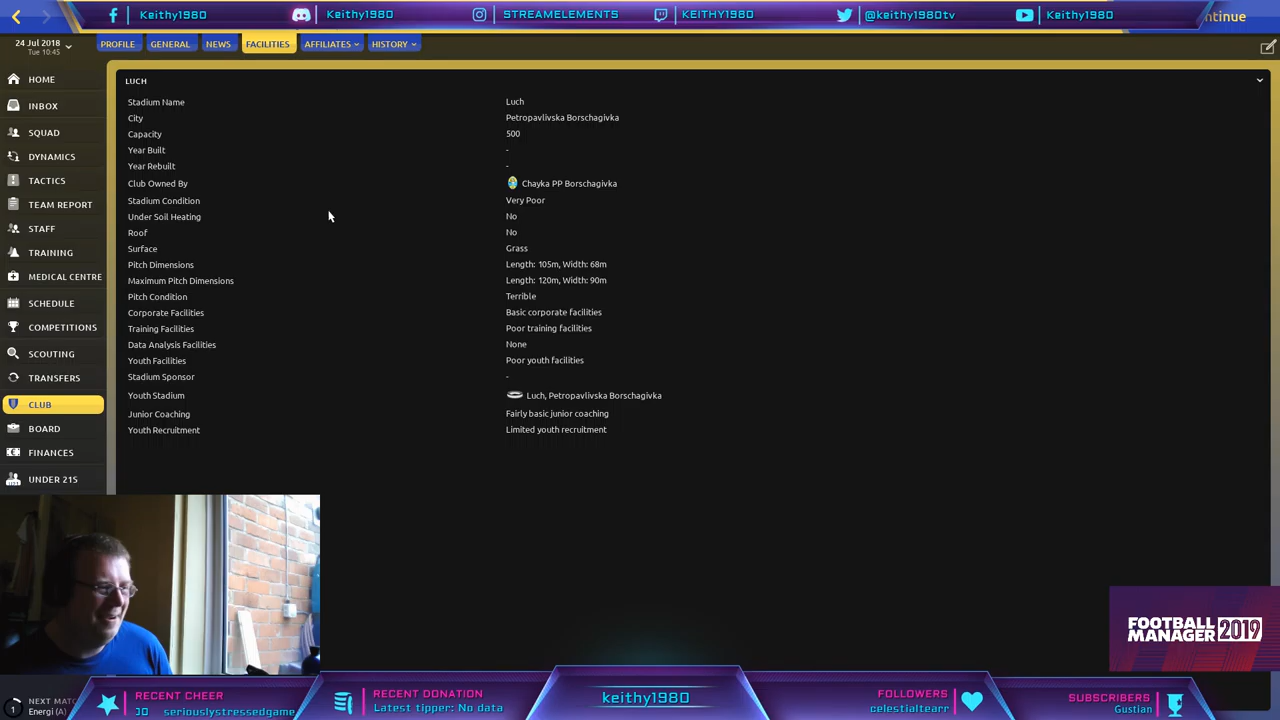 Keithy1980
Keithy1980
STREAMELEMENTS
KEITHY1980
@keithy1980tv
Keithy1980
ntinue
24 Jul 2018
Tue 10:45
PROFILE
GENERAL
NEWS
FACILITIES
AFFILIATES
HISTORY
HOME
INBOX
SQUAD
DYNAMICS
TACTICS
TEAM REPORT
STAFF
TRAINING
MEDICAL CENTRE
SCHEDULE
COMPETITIONS
SCOUTING
TRANSFERS
CLUB
BOARD
FINANCES
UNDER 21S
LUCH
Stadium Name Luch
City Petropavlivska Borschagivka
Capacity 500
Year Built -
Year Rebuilt -
Club Owned By Chayka PP Borschagivka
Stadium Condition Very Poor
Under Soil Heating No
Roof No
Surface Grass
Pitch Dimensions Length: 105m, Width: 68m
Maximum Pitch Dimensions Length: 120m, Width: 90m
Pitch Condition Terrible
Corporate Facilities Basic corporate facilities
Training Facilities Poor training facilities
Data Analysis Facilities None
Youth Facilities Poor youth facilities
Stadium Sponsor -
Youth Stadium Luch, Petropavlivska Borschagivka
Junior Coaching Fairly basic junior coaching
Youth Recruitment Limited youth recruitment
FOOTBALL
MANAGER 2019
1
NEXT MATC
Energi (A)
RECENT CHEER
JO seriouslystressedgame
RECENT DONATION
Latest tipper: No data
keithy1980
FOLLOWERS
celestialtearr
SUBSCRIBERS
Gustian